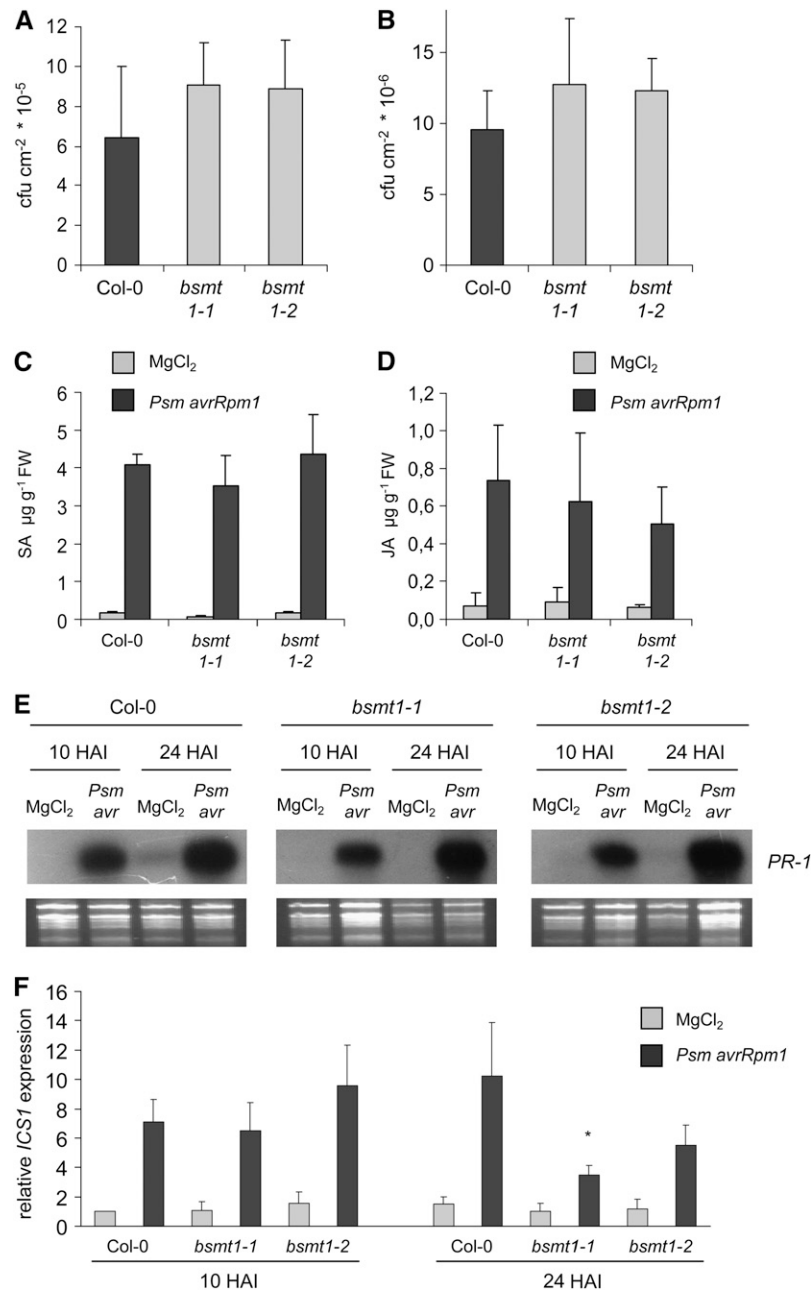 A
cfu cm-2 * 10-5
12
10
8
6
4
2
0
Col-0
bsmt
1-1
bsmt
1-2
B
cfu cm-2 * 10-6
15
10
5
0
Col-0
bsmt
1-1
bsmt
1-2
C
MgCl2
Psm avrRpm1
SA µg g-1 FW
6
5
4
3
2
1
0
Col-0
bsmt
1-1
bsmt
1-2
D
MgCl2
Psm avrRpm1
JA µg g-1 FW
1,2
1,0
0,8
0,6
0,4
0,2
0,0
Col-0
bsmt
1-1
bsmt
1-2
E
Col-0
bsmt1-1
bsmt1-2
10 HAI
24 HAI
10 HAI
24 HAI
10 HAI
24 HAI
MgCl2
Psm
avr
MgCl2
Psm
avr
MgCl2
Psm
avr
MgCl2
Psm
avr
MgCl2
Psm
avr
MgCl2
Psm
avr
PR-1
F
relative ICS1 expression
16
14
12
10
8
6
4
2
0
MgCl2
Psm avrRpm1
*
Col-0
bsmt1-1
bsmt1-2
Col-0
bsmt1-1
bsmt1-2
10 HAI
24 HAI